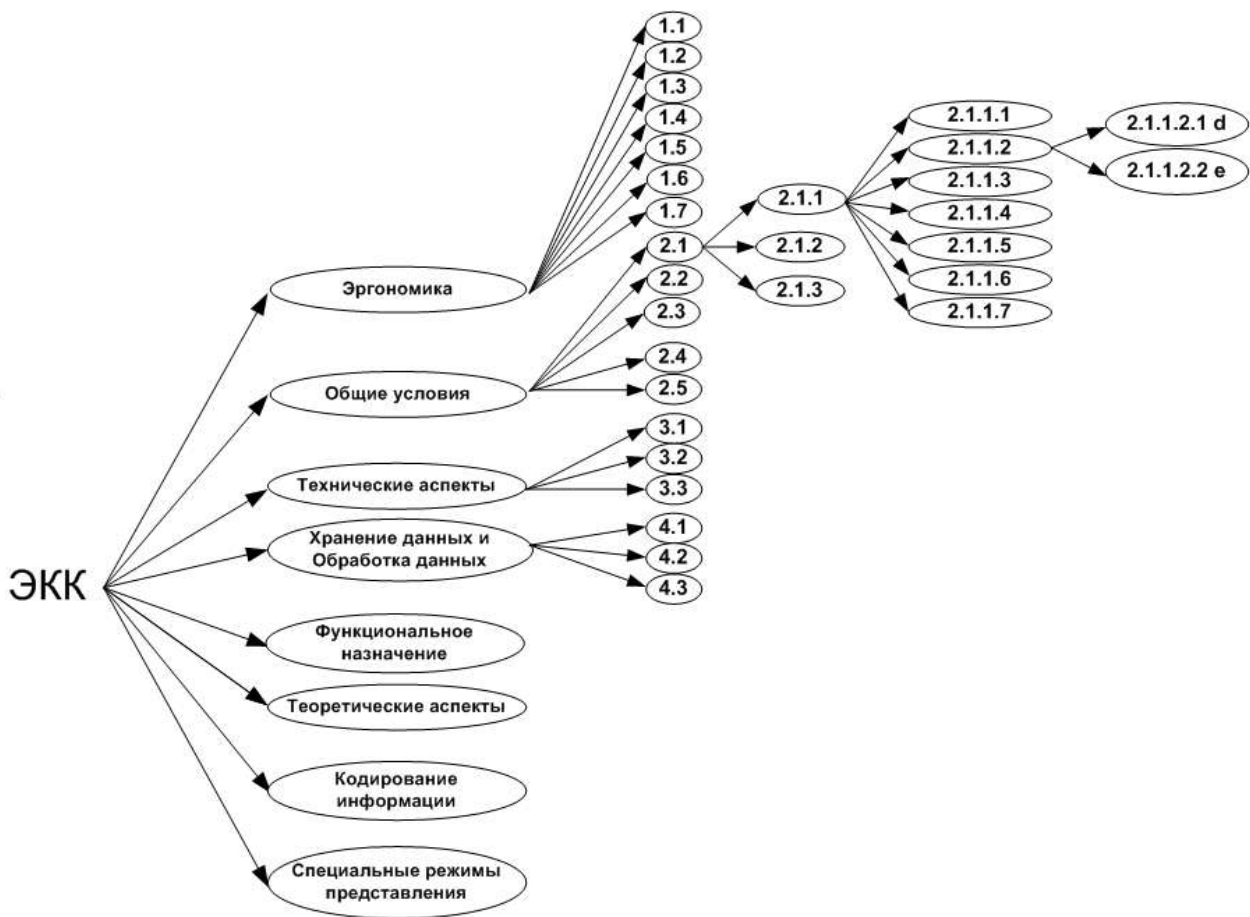 ЭКК
Эргономика
Общие условия
Технические аспекты
Хранение данных и
Обработка данных
Функциональное
назначение
Теоретические аспекты
Кодирование
информации
Специальные режимы
представления
1.1
1.2
1.3
1.4
1.5
1.6
1.7
2.1
2.2
2.3
2.4
2.5
3.1
3.2
3.3
4.1
4.2
4.3
2.1.1
2.1.2
2.1.3
2.1.1.1
2.1.1.2
2.1.1.3
2.1.1.4
2.1.1.5
2.1.1.6
2.1.1.7
2.1.1.2.1 d
2.1.1.2.2 e